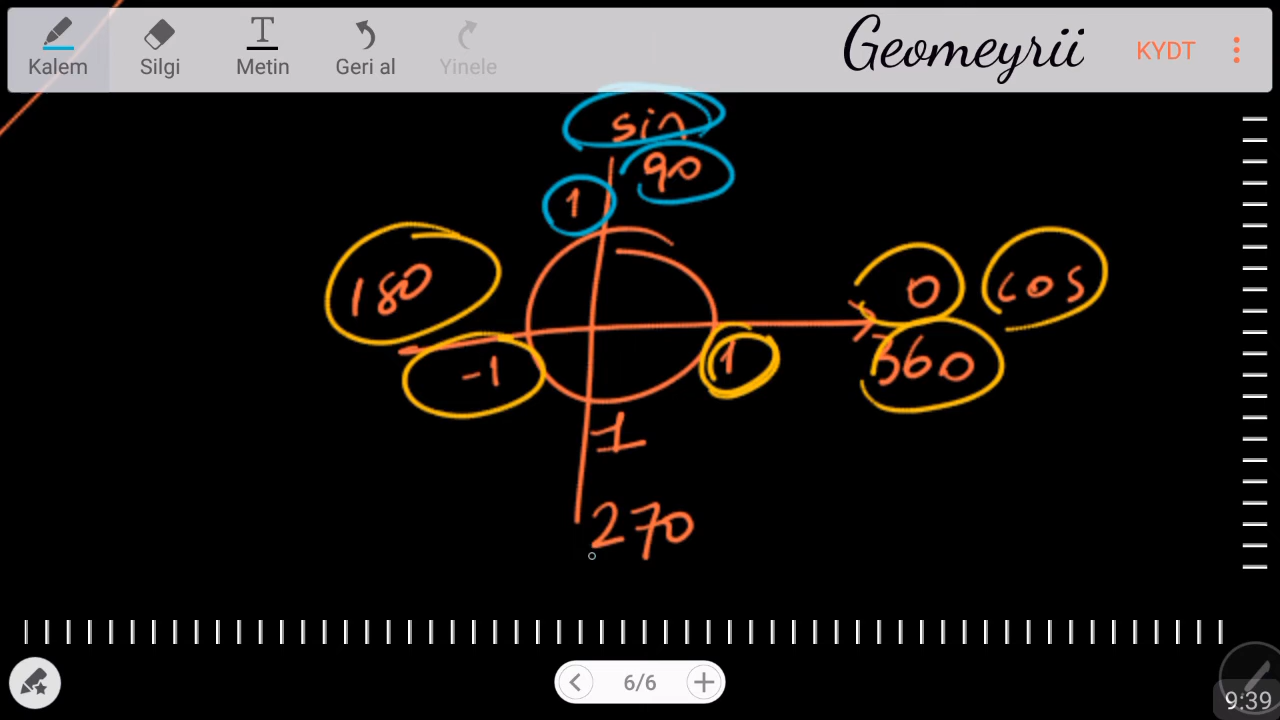 Kalem Silgi Metin Geri al Yinele Geomeyrii KYDT
sin
90
1
180 0 cos
-1 1 360
1
270
6/6
9:39